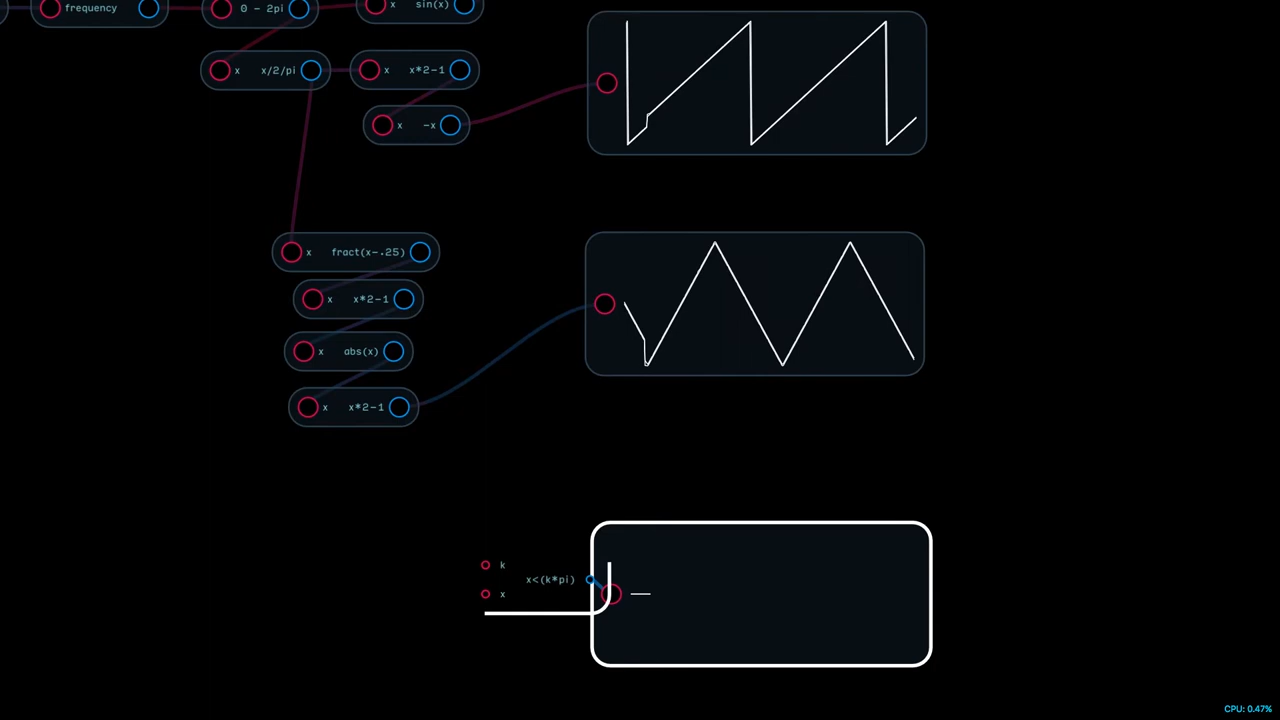 frequency
0 - 2pi
x sin(x)
x x/2/pi
x x*2-1
x -x
x fract(x-.25)
x x*2-1
x abs(x)
x x*2-1
k
x<(k*pi)
x
CPU: 0.47%